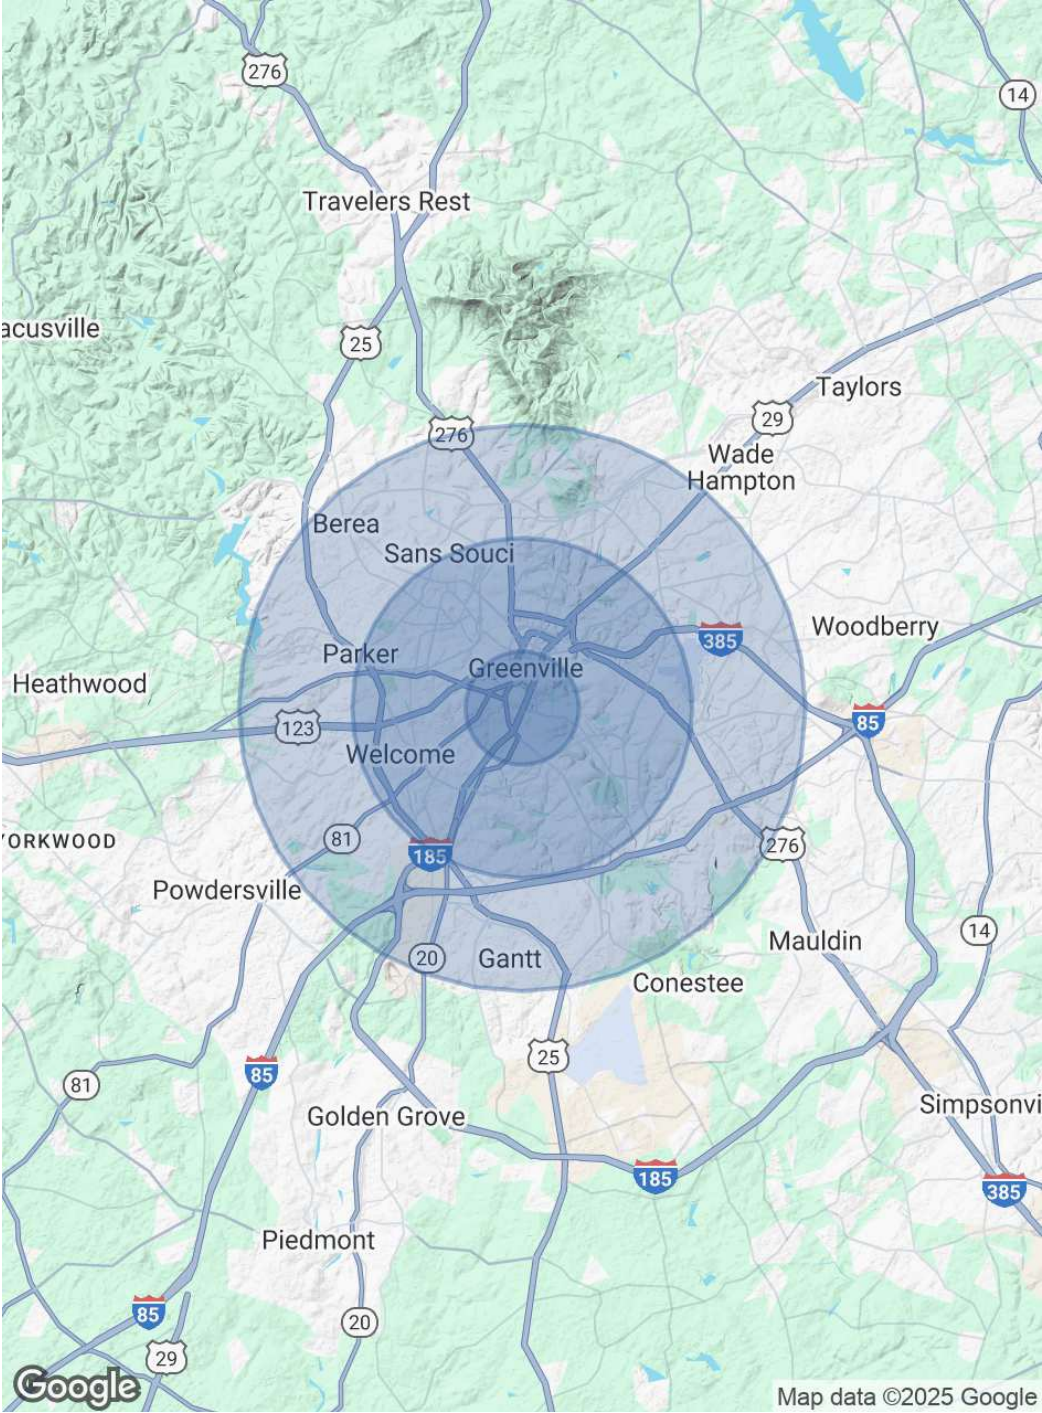 276
14
Travelers Rest
acusville
25
Taylors
29
276
Wade
Hampton
Berea
Sans Souci
Woodberry
385
Parker
Greenville
Heathwood
85
123
Welcome
81
ORKWOOD
185
276
Powdersville
14
Mauldin
20
Gantt
Conestee
25
85
81
Simpsonvi
Golden Grove
185
385
Piedmont
85
20
29
Google
Map data ©2025 Google